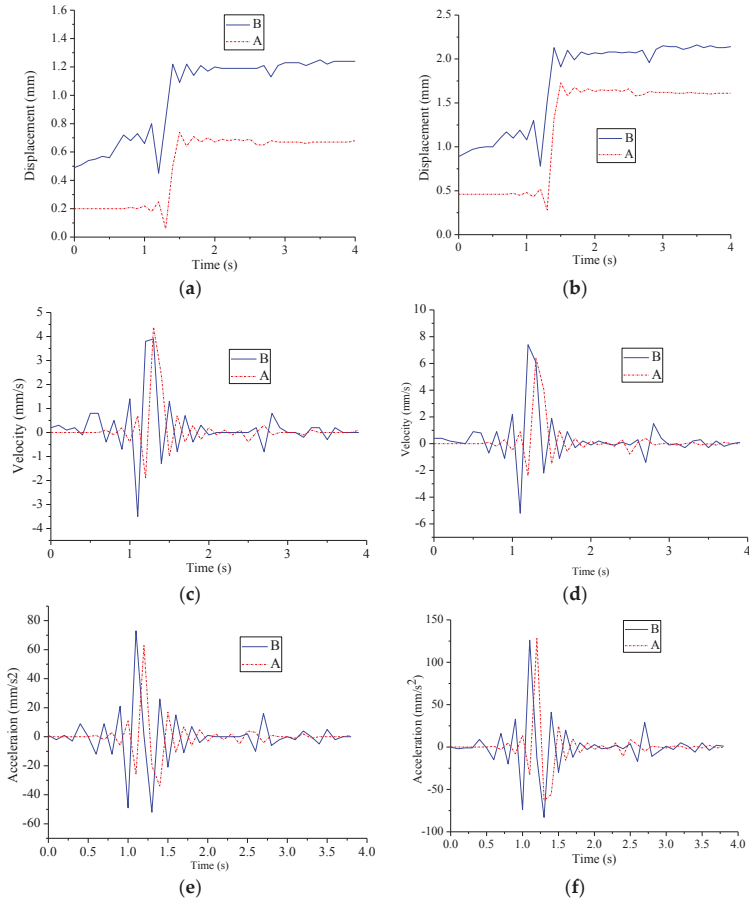 1.6
1.4
1.2
1.0
0.8
0.6
0.4
0.2
0.0
Displacement (mm)
B
A
0 1 2 3 4
Time (s)
(a)
2.5
2.0
1.5
1.0
0.5
0.0
Displacement (mm)
B
A
0 1 2 3 4
Time (s)
(b)
5
4
3
2
1
0
-1
-2
-3
-4
Velocity (mm/s)
B
A
0 1 2 3 4
Time (s)
(c)
10
8
6
4
2
0
-2
-4
-6
Velocity (mm/s)
B
A
0 1 2 3 4
Time (s)
(d)
80
60
40
20
0
-20
-40
-60
Acceleraion (mm/s2)
B
A
0.0 0.5 1.0 1.5 2.0 2.5 3.0 3.5 4.0
Time (s)
(e)
150
100
50
0
-50
-100
Acceleration (mm/s²)
B
A
0.0 0.5 1.0 1.5 2.0 2.5 3.0 3.5 4.0
Time (s)
(f)